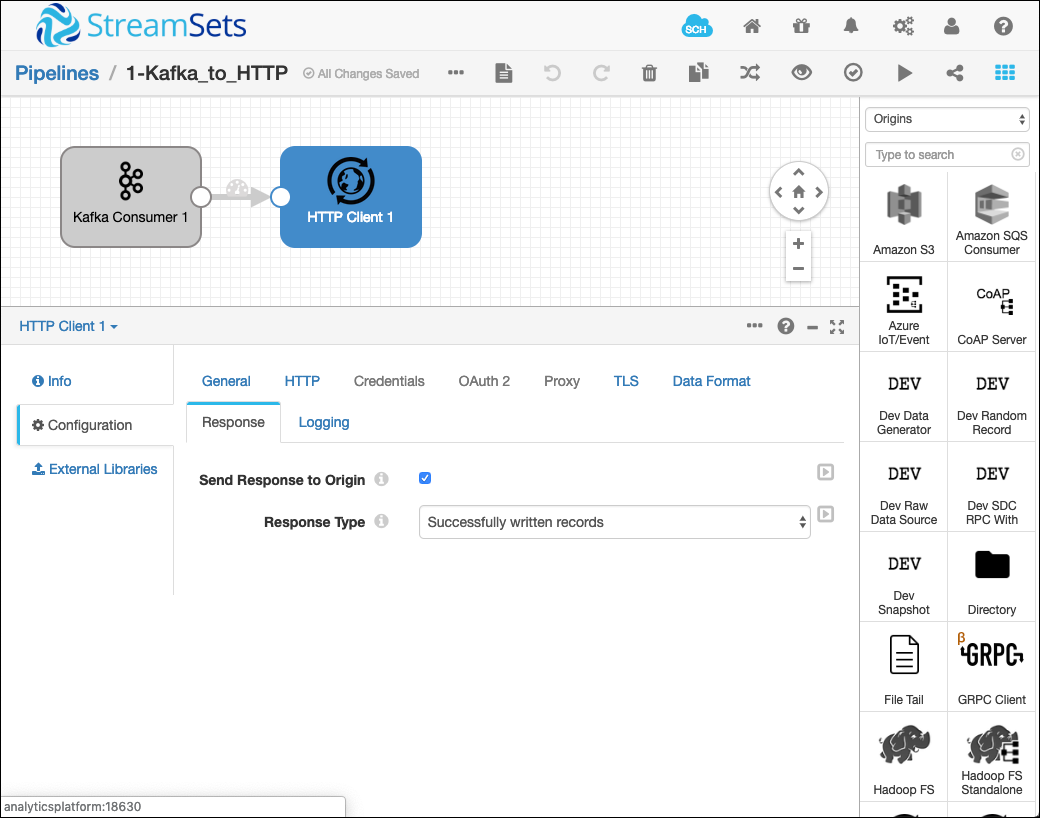 StreamSets
SCH
Pipelines / 1-Kafka_to_HTTP
All Changes Saved
Kafka Consumer 1
HTTP Client 1
HTTP Client 1
Info
Configuration
External Libraries
General
HTTP
Credentials
OAuth 2
Proxy
TLS
Data Format
Response
Logging
Send Response to Origin
Response Type
Successfully written records
Origins
Type to search
Amazon S3
Amazon SQS
Consumer
Azure
IoT/Event
CoAP
CoAP Server
DEV
Dev Data
Generator
DEV
Dev Random
Record
DEV
Dev Raw
Data Source
DEV
Dev SDC
RPC With
DEV
Dev
Snapshot
Directory
File Tail
β
GRPC
GRPC Client
Hadoop FS
Hadoop FS
Standalone
analyticsplatform:18630